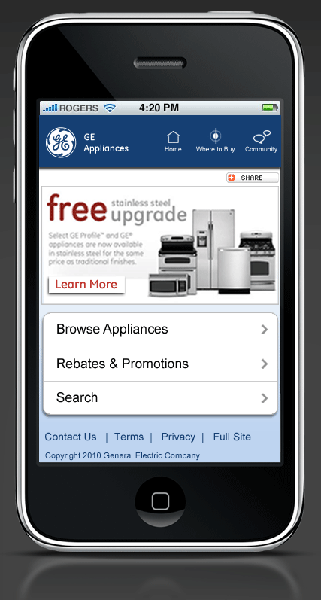 ROGERS 4:20 PM
GE
Appliances
Home Where to Buy Community
SHARE
free stainless steel
upgrade
Select GE Profile™ and GE®
appliances are now available
in stainless steel for the same
price as traditional finishes.
Learn More
Browse Appliances
Rebates & Promotions
Search
Contact Us | Terms | Privacy | Full Site
Copyright 2010 General Electric Company